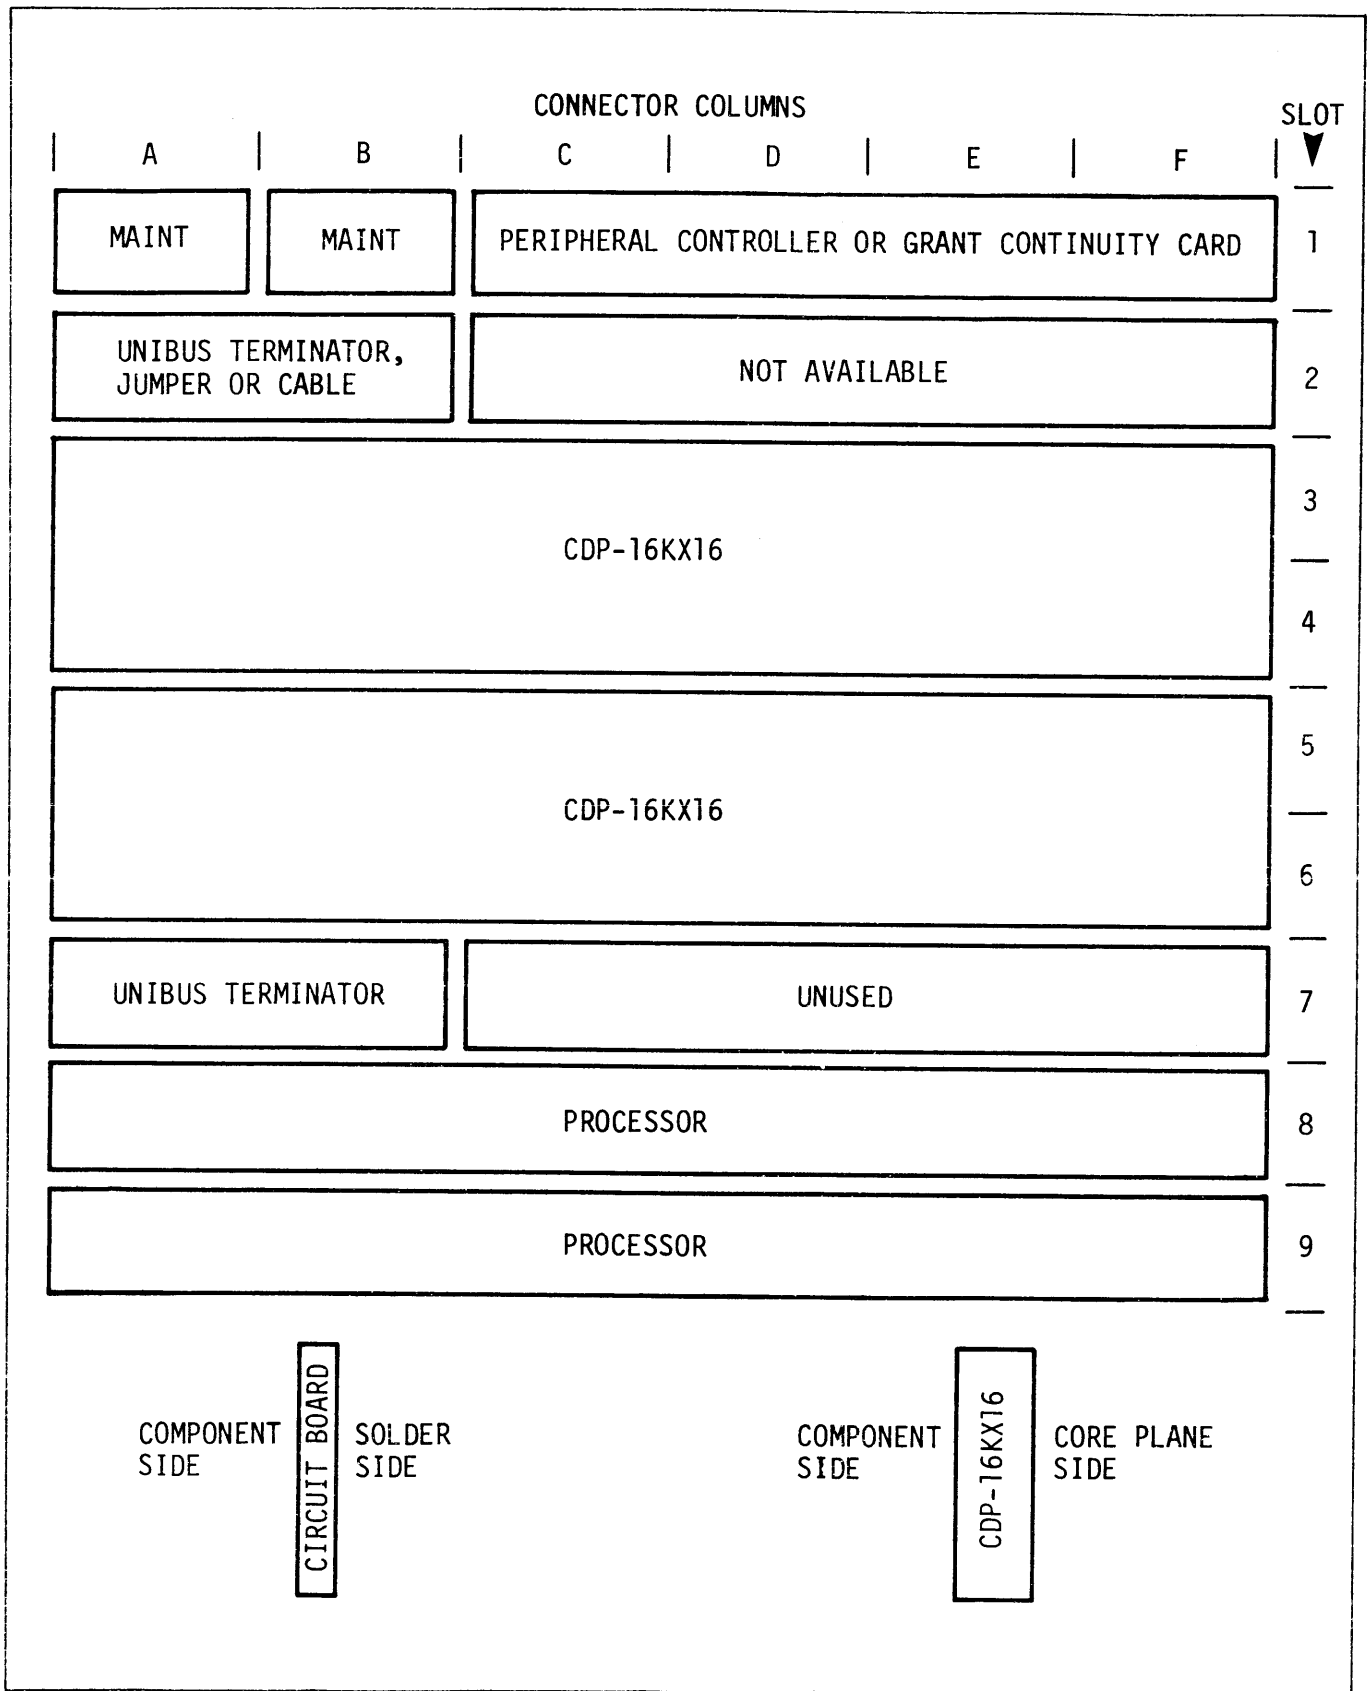 CONNECTOR COLUMNS
SLOT
A B C D E F
MAINT MAINT PERIPHERAL CONTROLLER OR GRANT CONTINUITY CARD 1
UNIBUS TERMINATOR,
JUMPER OR CABLE
NOT AVAILABLE
2
3
CDP-16KX16
4
5
CDP-16KX16
6
UNIBUS TERMINATOR UNUSED 7
PROCESSOR 8
PROCESSOR 9
COMPONENT
SIDE
CIRCUIT BOARD
SOLDER
SIDE
COMPONENT
SIDE
CDP-16KX16
CORE PLANE
SIDE